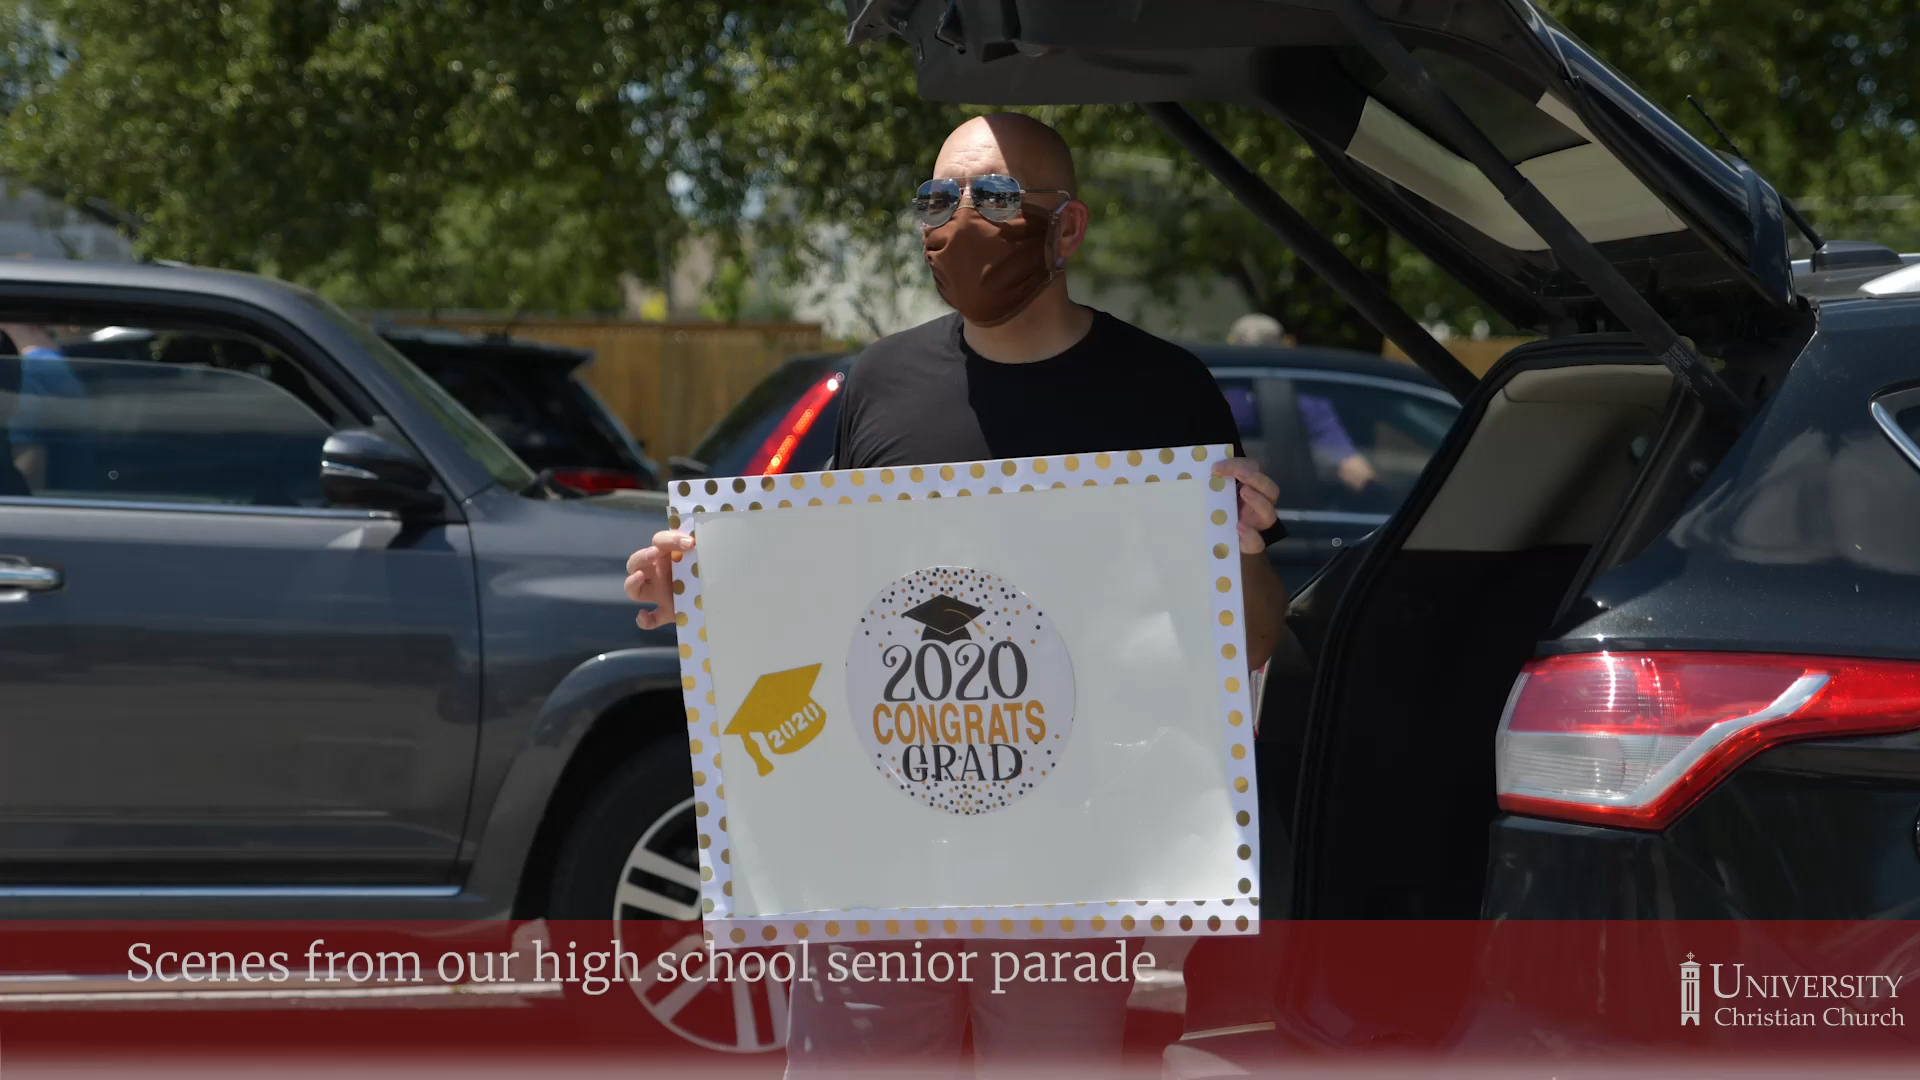 2020
2020
CONGRATS
GRAD
Scenes from our high school senior parade
UNIVERSITY
Christian Church